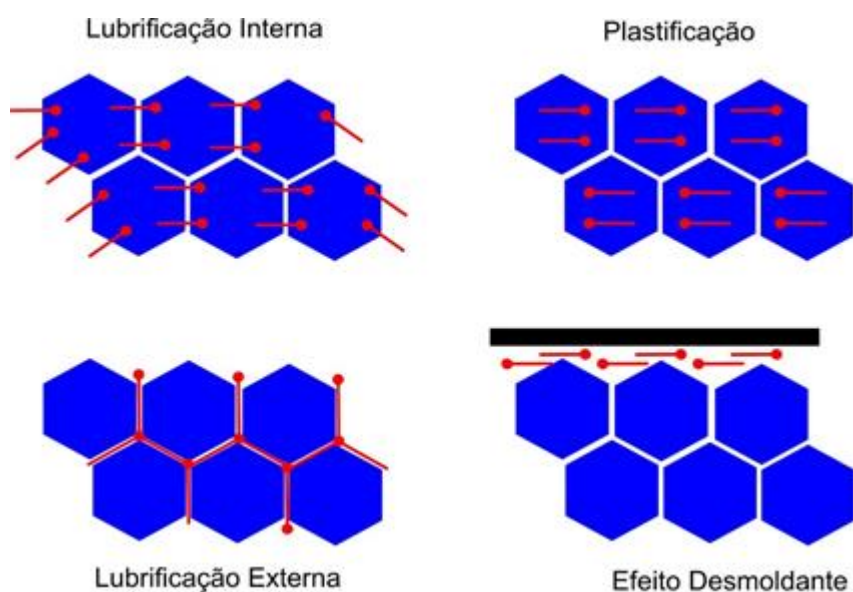 Lubrificação Interna
Plastificação
Lubrificação Externa
Efeito Desmoldante